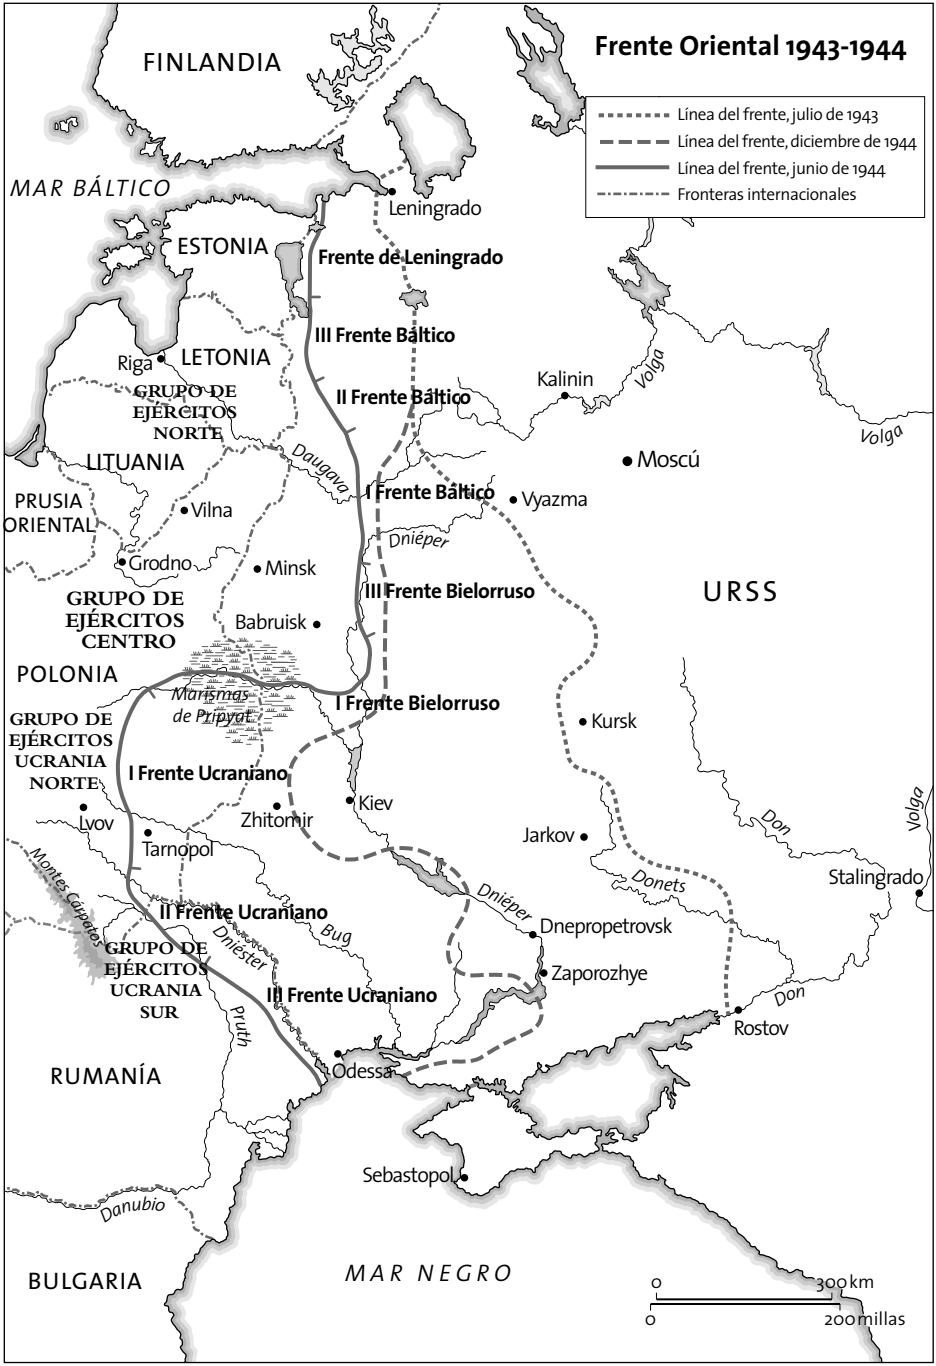 Frente Oriental 1943-1944
Línea del frente, julio de 1943
Línea del frente, diciembre de 1944
Línea del frente, junio de 1944
Fronteras internacionales
FINLANDIA
MAR BÁLTICO
Leningrado
ESTONIA
Frente de Leningrado
III Frente Báltico
Riga
LETONIA
Volga
Kalinin
II Frente Báltico
GRUPO DE
EJÉRCITOS
NORTE
Volga
LITUANIA
Daugava
Moscú
I Frente Báltico
Vyazma
PRUSIA
ORIENTAL
Vilna
Dniéper
Grodno
Minsk
III Frente Bielorruso
URSS
GRUPO DE
EJÉRCITOS
CENTRO
Babruisk
POLONIA
Marismas
de Pripyat
I Frente Bielorruso
GRUPO DE
EJÉRCITOS
UCRANIA
NORTE
Kursk
I Frente Ucraniano
Kiev
Zhitomir
Lvov
Tarnopol
Jarkov
Don
Volga
Montes Cárpatos
Donets
Stalingrado
Dniéper
II Frente Ucraniano
Bug
Dniéster
Dnepropetrovsk
GRUPO DE
EJÉRCITOS
UCRANIA
SUR
Zaporozhye
III Frente Ucraniano
Don
Pruth
Rostov
Odessa
RUMANÍA
Sebastopol
Danubio
BULGARIA
MAR NEGRO
0 300 km
0 200 millas